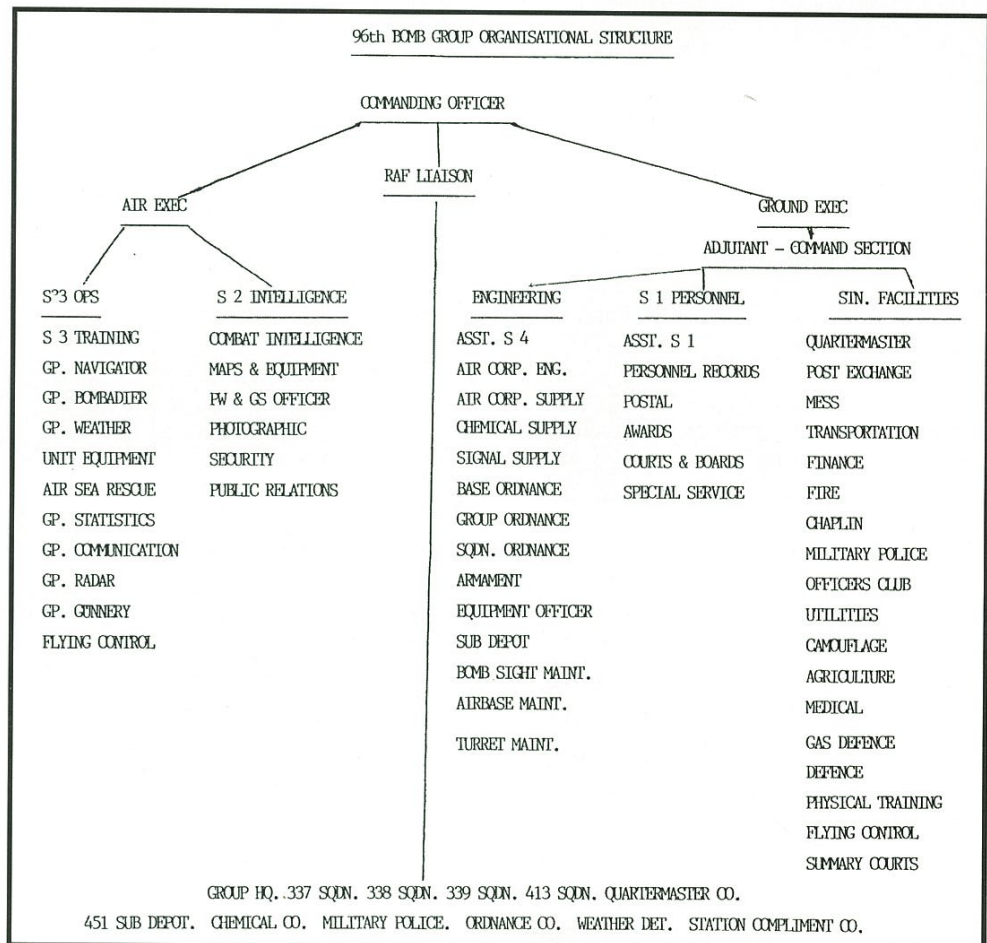 96th BOMB GROUP ORGANISATIONAL STRUCTURE
COMMANDING OFFICER
RAF LIAISON
AIR EXEC
GROUND EXEC
ADJUTANT - COMMAND SECTION
S°3 OPS
S 3 TRAINING
GP. NAVIGATOR
GP. BOMBADIER
GP. WEATHER
UNIT EQUIPMENT
AIR SEA RESCUE
GP. STATISTICS
GP. COMMUNICATION
GP. RADAR
GP. GUNNERY
FLYING CONTROL
S 2 INTELLIGENCE
COMBAT INTELLIGENCE
MAPS & EQUIPMENT
PW & GS OFFICER
PHOTOGRAPHIC
SECURITY
PUBLIC RELATIONS
ENGINEERING
ASST. S 4
AIR CORP. ENG.
AIR CORP. SUPPLY
CHEMICAL SUPPLY
SIGNAL SUPPLY
BASE ORDNANCE
GROUP ORDNANCE
SQDN. ORDNANCE
ARMAMENT
EQUIPMENT OFFICER
SUB DEPOT
BOMB SIGHT MAINT.
AIRBASE MAINT.
TURRET MAINT.
S 1 PERSONNEL
ASST. S 1
PERSONNEL RECORDS
POSTAL
AWARDS
COURTS & BOARDS
SPECIAL SERVICE
STN. FACILITIES
QUARTERMASTER
POST EXCHANGE
MESS
TRANSPORTATION
FINANCE
FIRE
CHAPLIN
MILITARY POLICE
OFFICERS CLUB
UTILITIES
CAMOUFLAGE
AGRICULTURE
MEDICAL
GAS DEFENCE
DEFENCE
PHYSICAL TRAINING
FLYING CONTROL
SUMMARY COURTS
GROUP HQ. 337 SQDN. 338 SQDN. 339 SQDN. 413 SQDN. QUARTERMASTER CO.
451 SUB DEPOT. CHEMICAL CO. MILITARY POLICE. ORDNANCE CO. WEATHER DET. STATION COMPLIMENT CO.